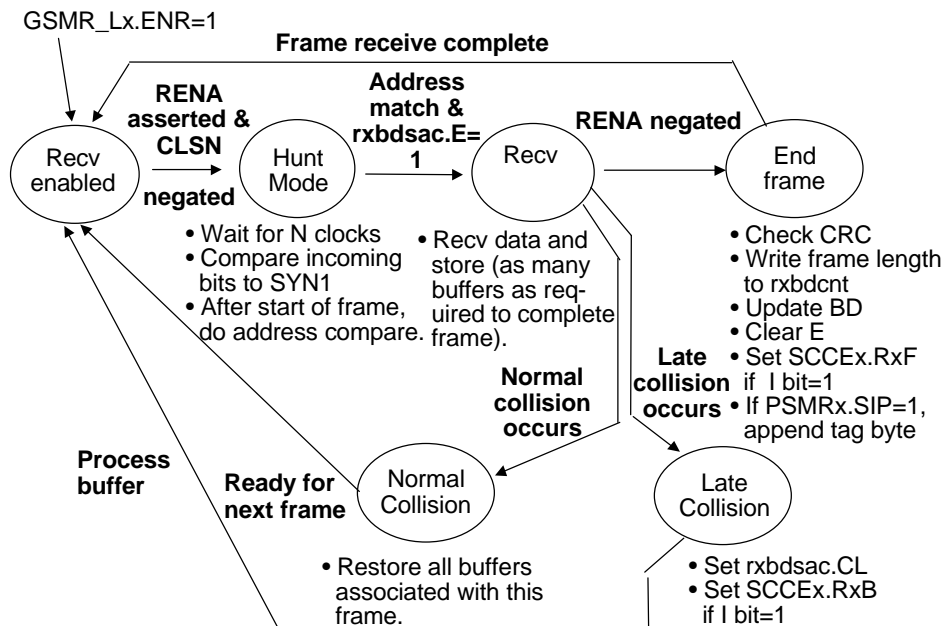 GSMR_Lx.ENR=1
Frame receive complete
RENA
asserted &
CLSN
negated
Address
match &
rxbdsac.E=
1
RENA negated
Recv
enabled
Hunt
Mode
Recv
End
frame
• Wait for N clocks
• Compare incoming
bits to SYN1
• After start of frame,
do address compare.
• Recv data and
store (as many
buffers as req-
uired to complete
frame).
• Check CRC
• Write frame length
to rxbdcnt
• Update BD
• Clear E
• Set SCCEx.RxF
if I bit=1
• If PSMRx.SIP=1,
append tag byte
Normal
collision
occurs
Late
collision
occurs
Process
buffer
Ready for
next frame
Normal
Collision
Late
Collision
• Restore all buffers
associated with this
frame.
• Set rxbdsac.CL
• Set SCCEx.RxB
if I bit=1